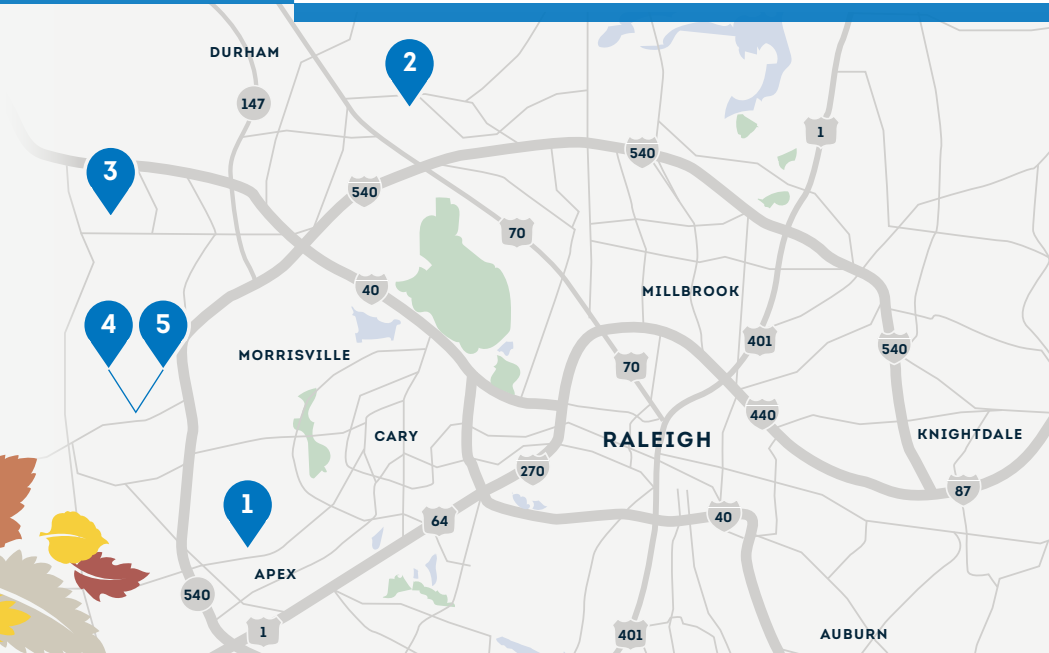 DURHAM
2
147
1
540
3
540
70
40
MILLBROOK
4
5
401
540
MORRISVILLE
70
440
CARY
RALEIGH
KNIGHTDALE
270
87
1
64
40
APEX
540
1
401
AUBURN